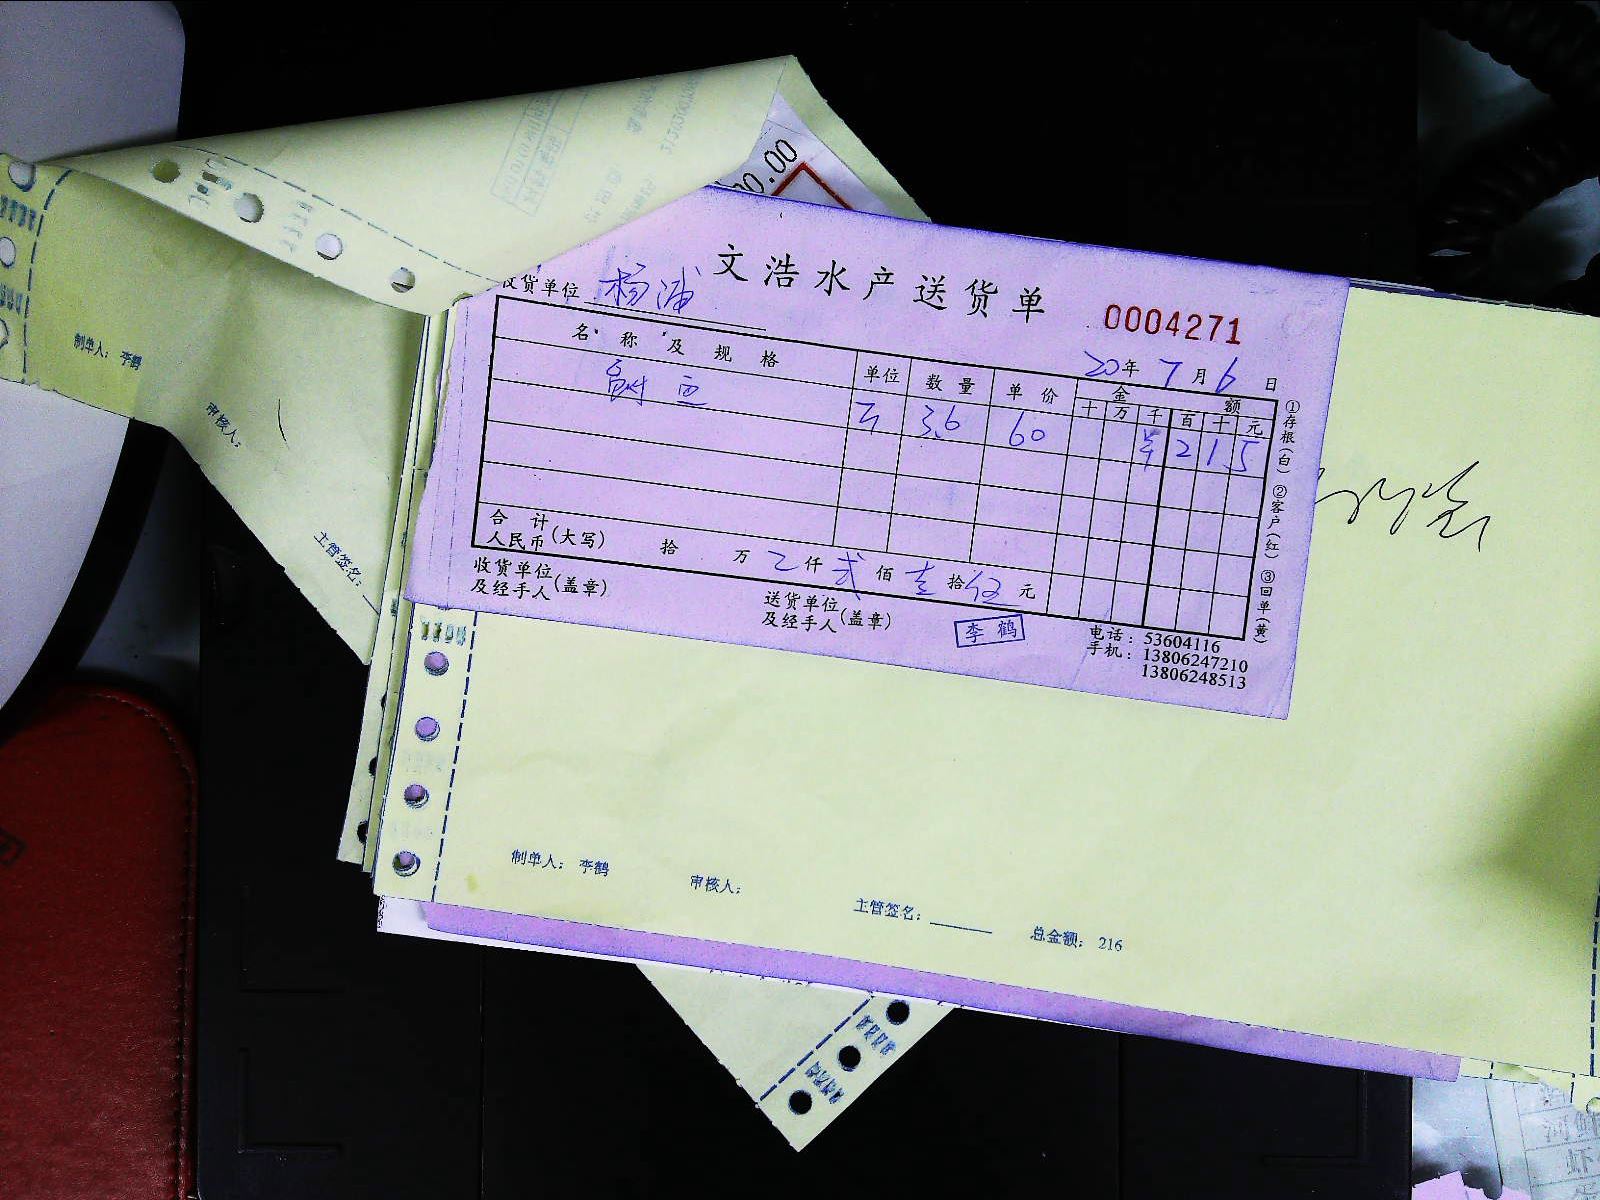 00.00
文浩水产送货单
收货单位 杨浦
0004271
20年7月6日
名称及规格 单位 数量 单价 金额
十 万 千 百 十 元
3.6 60 ¥ 2 1 5
合计
人民币(大写) 拾 万 乙仟贰佰壹拾伍元
收货单位
及经手人(盖章)
送货单位
及经手人(盖章)
李鹤
电话：53604116
手机：13806247210
13806248513
①存根(白) ②客户(红) ③回单(黄)
制单人：李鹤
审核人：
主管签名：
制单人：李鹤
审核人：
主管签名：
总金额：216